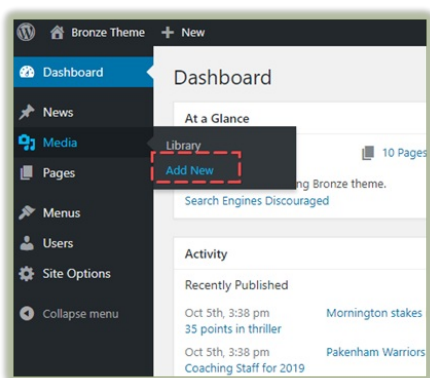 Bronze Theme + New
Dashboard
News
Media
Pages
Menus
Users
Site Options
Collapse menu
Library
Add New
Dashboard
At a Glance
10 Pages
ng Bronze theme.
Search Engines Discouraged
Activity
Recently Published
Oct 5th, 3:38 pm Mornington stakes
35 points in thriller
Oct 5th, 3:38 pm Pakenham Warriors
Coaching Staff for 2019